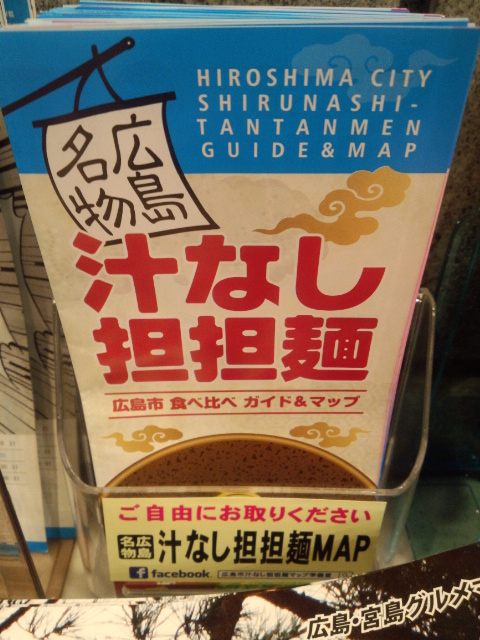 HIROSHIMA CITY
SHIRUNASHI-
TANTANMEN
GUIDE&MAP
広島
名物
汁なし
担担麺
広島市 食べ比べ ガイド&マップ
ご自由にお取りください
広島
名物
汁なし担担麺MAP
facebook
広島・宮島グルメマ